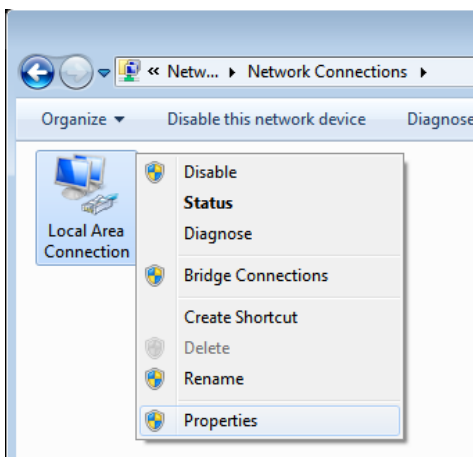 « Netw... ▸ Network Connections ▸
Organize ▾ Disable this network device Diagnose
Local Area
Connection
Disable
Status
Diagnose
Bridge Connections
Create Shortcut
Delete
Rename
Properties